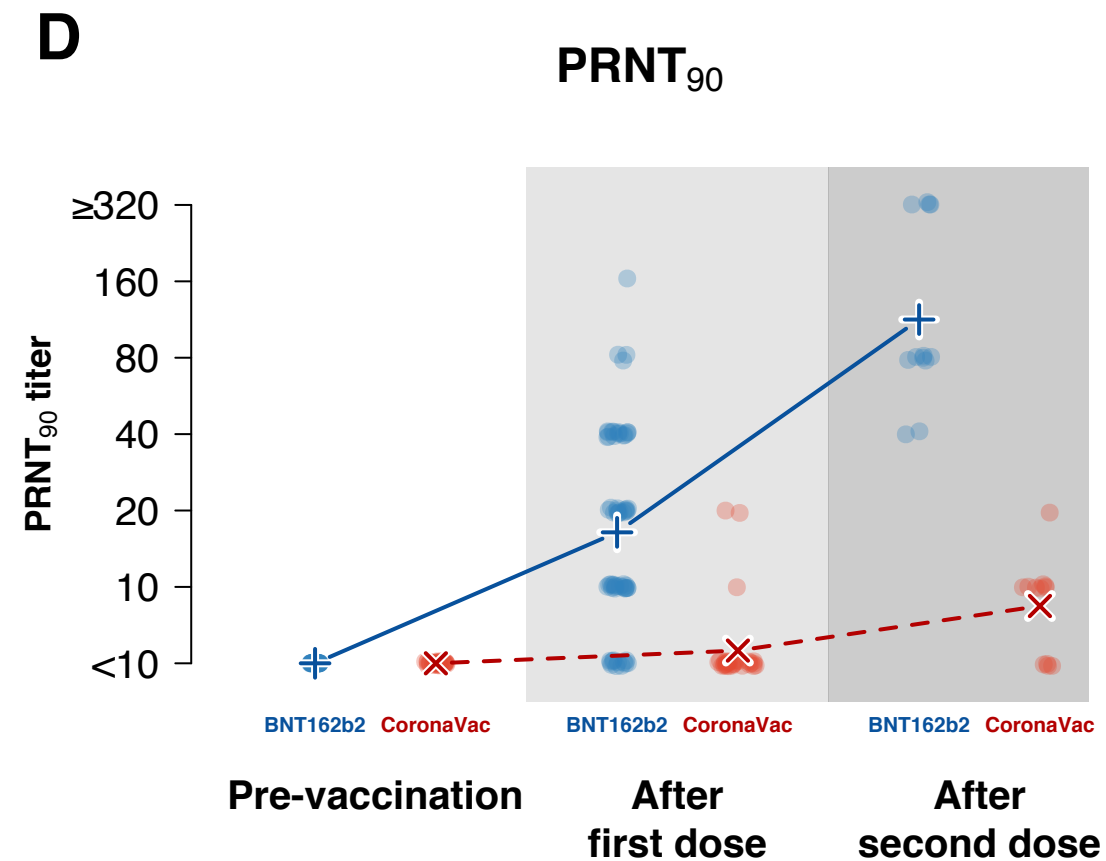 D
PRNT90
PRNT90 titer
≥320
160
80
40
20
10
<10
BNT162b2 CoronaVac BNT162b2 CoronaVac BNT162b2 CoronaVac
Pre-vaccination After After
first dose second dose